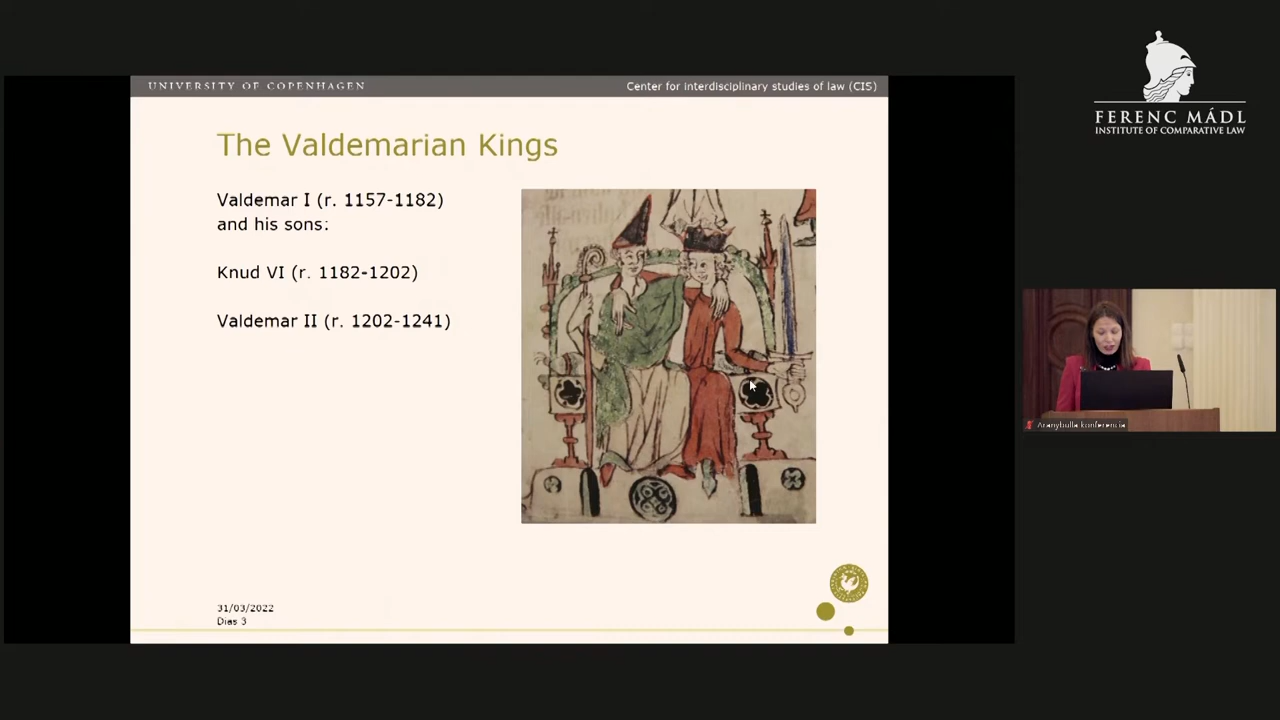 UNIVERSITY OF COPENHAGEN
Center for interdisciplinary studies of law (CIS)
The Valdemarian Kings
Valdemar I (r. 1157-1182)
and his sons:
Knud VI (r. 1182-1202)
Valdemar II (r. 1202-1241)
31/03/2022
Dias 3
FERENC MÁDL
INSTITUTE OF COMPARATIVE LAW
Aranybulla konferencia